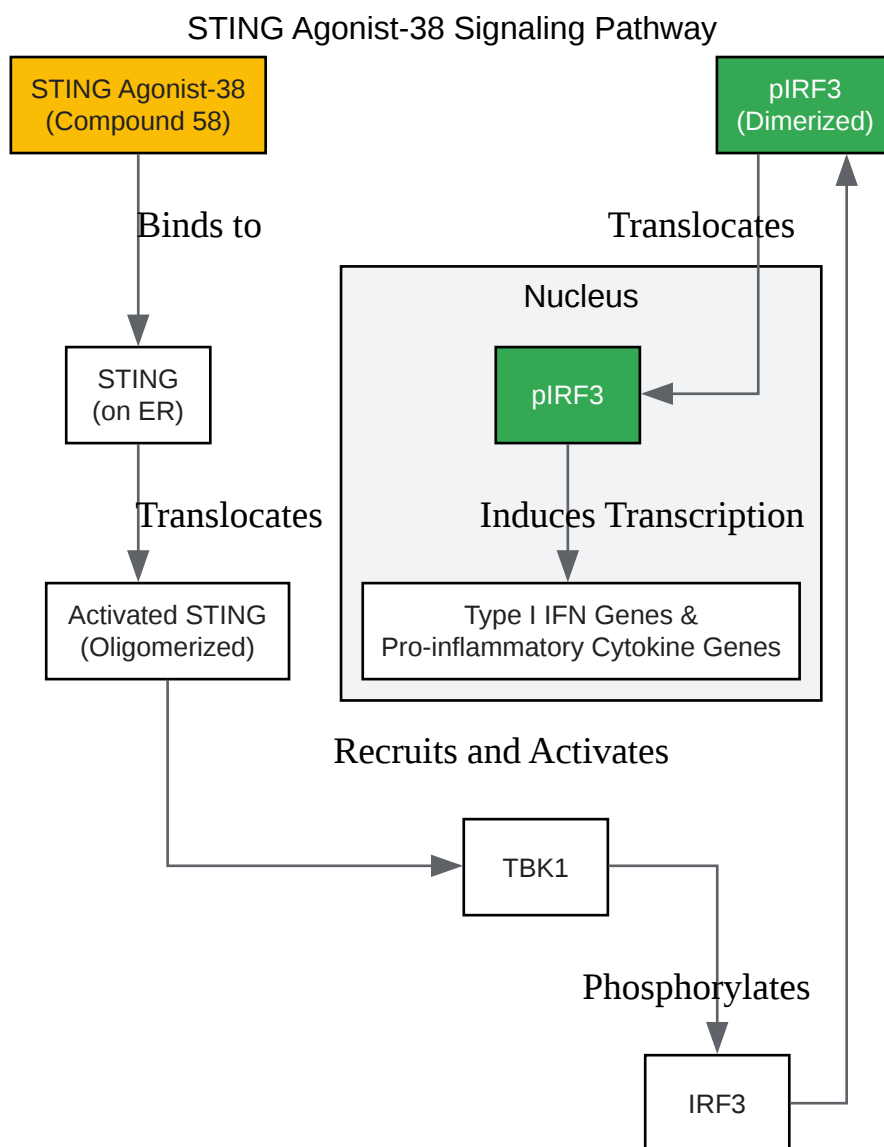 STING Agonist-38 Signaling Pathway
STING Agonist-38
(Compound 58)
pIRF3
(Dimerized)
Binds to
Translocates
Nucleus
STING
(on ER)
pIRF3
Translocates
Induces Transcription
Activated STING
(Oligomerized)
Type I IFN Genes &
Pro-inflammatory Cytokine Genes
Recruits and Activates
TBK1
Phosphorylates
IRF3